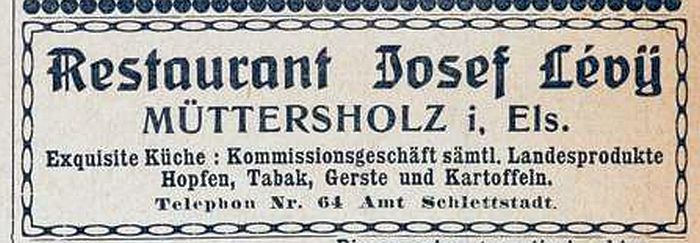 Restaurant Josef Lévÿ
MÜTTERSHOLZ i. Els.
Exquisite Küche : Kommissionsgeschäft sämtl. Landesprodukte
Hopfen, Tabak, Gerste und Kartoffeln.
Telephon Nr. 64 Amt Schlettstadt.